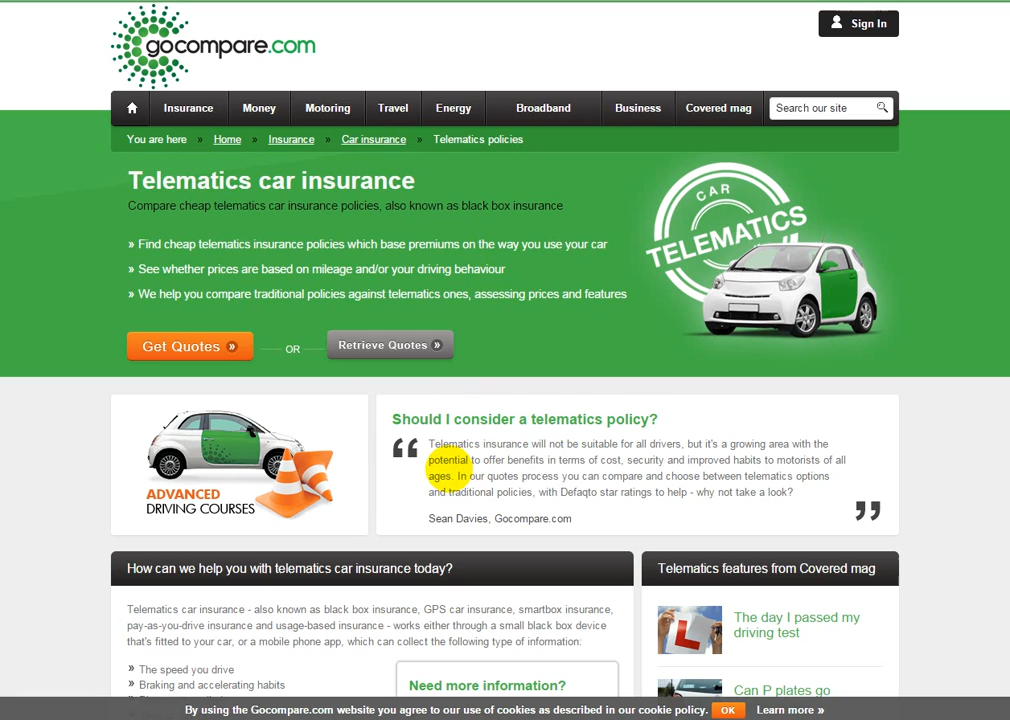 gocompare.com
Sign In
Insurance Money Motoring Travel Energy Broadband Business Covered mag Search our site
You are here » Home » Insurance » Car insurance » Telematics policies
Telematics car insurance
Compare cheap telematics car insurance policies, also known as black box insurance
» Find cheap telematics insurance policies which base premiums on the way you use your car
» See whether prices are based on mileage and/or your driving behaviour
» We help you compare traditional policies against telematics ones, assessing prices and features
CAR
TELEMATICS
Get Quotes » OR Retrieve Quotes »
ADVANCED
DRIVING COURSES
Should I consider a telematics policy?
“ Telematics insurance will not be suitable for all drivers, but it's a growing area with the
potential to offer benefits in terms of cost, security and improved habits to motorists of all
ages. In our quotes process you can compare and choose between telematics options
and traditional policies, with Defaqto star ratings to help - why not take a look?
”
Sean Davies, Gocompare.com
How can we help you with telematics car insurance today?
Telematics car insurance - also known as black box insurance, GPS car insurance, smartbox insurance,
pay-as-you-drive insurance and usage-based insurance - works either through a small black box device
that's fitted to your car, or a mobile phone app, which can collect the following type of information:
» The speed you drive
» Braking and accelerating habits
Need more information?
Telematics features from Covered mag
L
The day I passed my
driving test
Can P plates go
By using the Gocompare.com website you agree to our use of cookies as described in our cookie policy. OK Learn more »